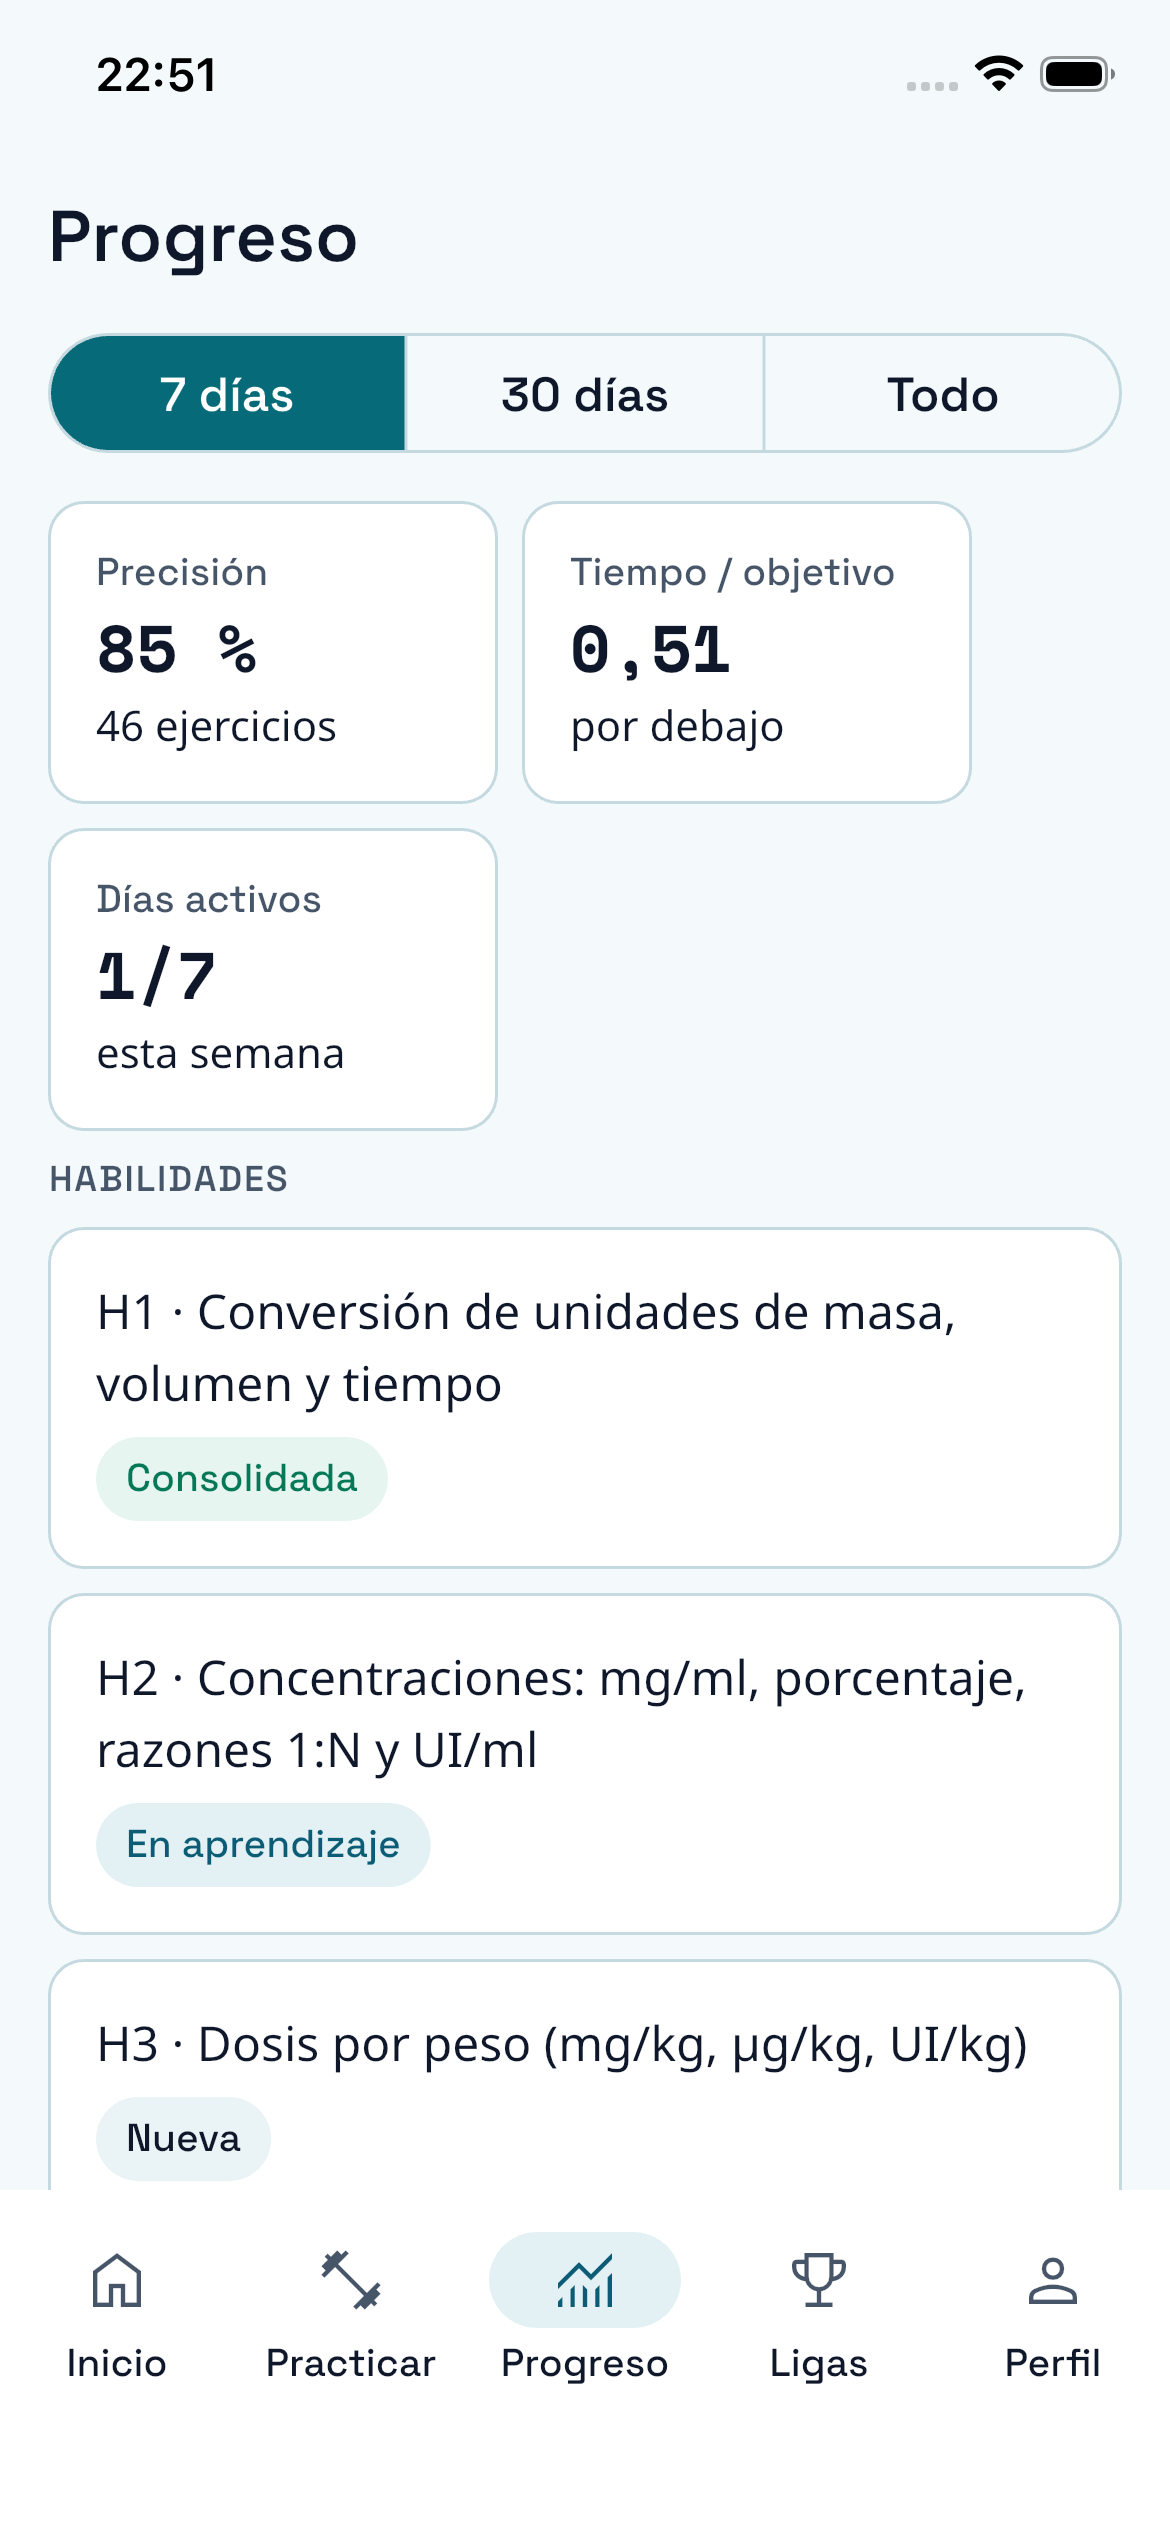 22:51
Progreso
7 días
30 días
Todo
Precisión
85 %
46 ejercicios
Tiempo / objetivo
0,51
por debajo
Días activos
1/7
esta semana
HABILIDADES
H1 · Conversión de unidades de masa,
volumen y tiempo
Consolidada
H2 · Concentraciones: mg/ml, porcentaje,
razones 1:N y UI/ml
En aprendizaje
H3 · Dosis por peso (mg/kg, µg/kg, UI/kg)
Nueva
Inicio
Practicar
Progreso
Ligas
Perfil